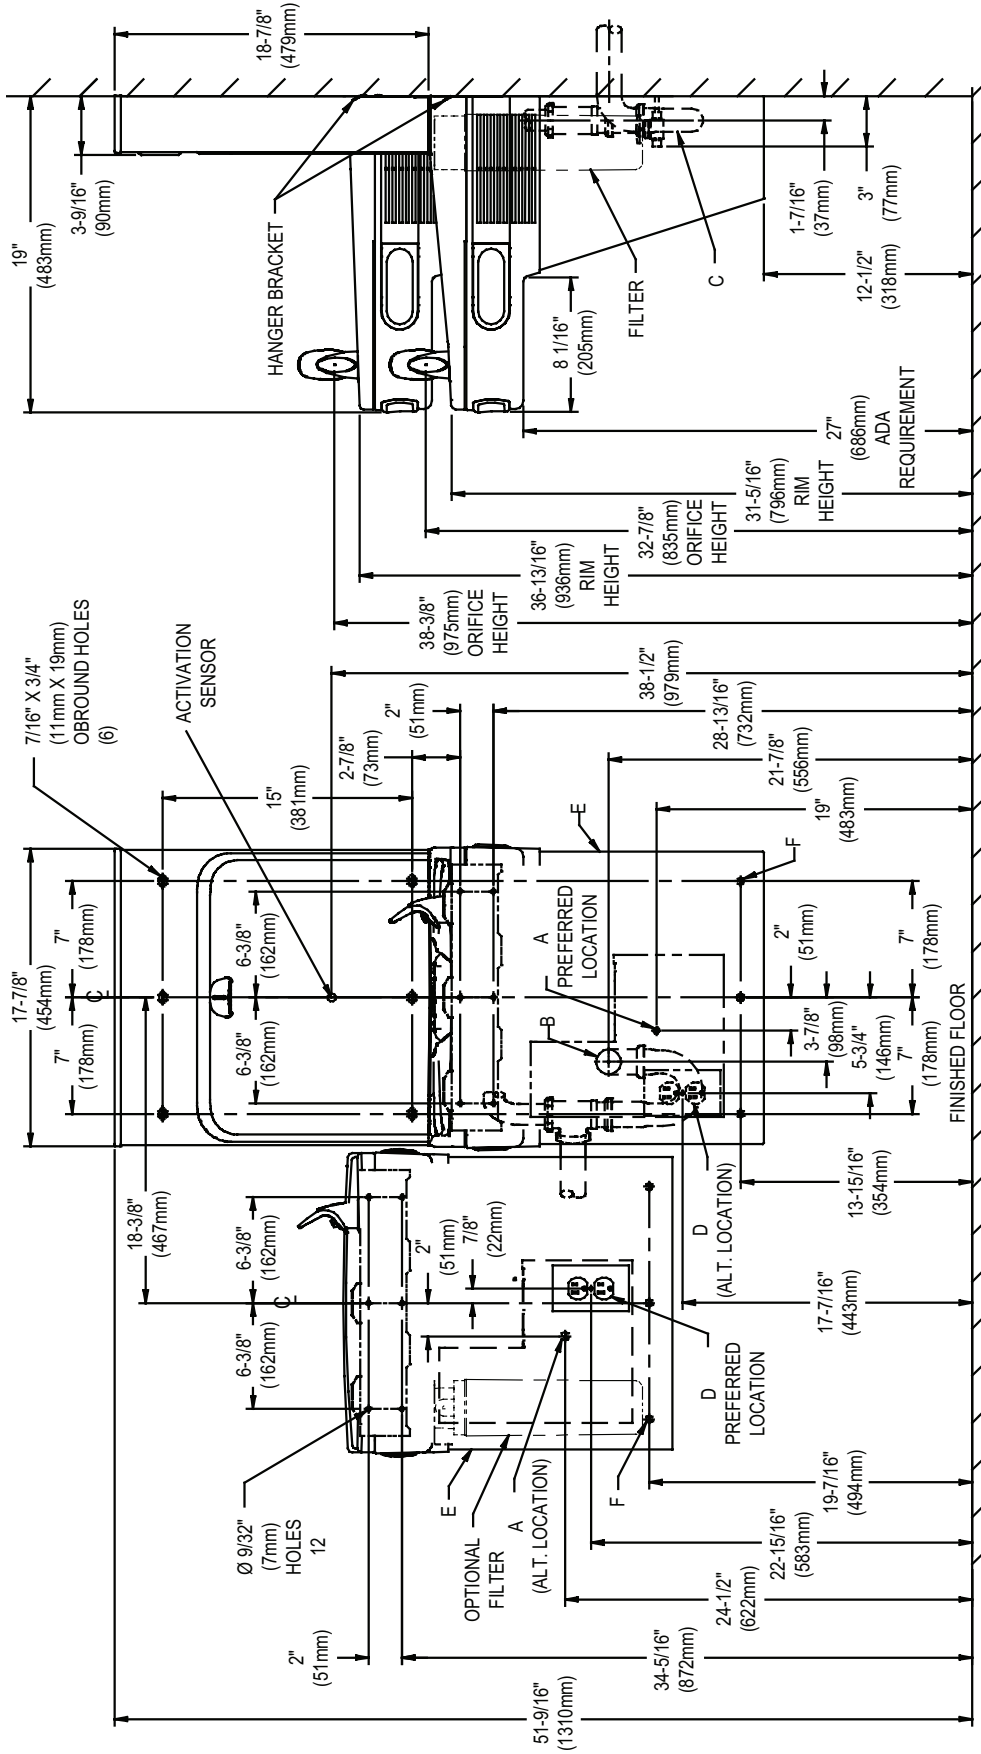 51-9/16"
(1310mm)
2"
(51mm)
34-5/16"
(872mm)
24-1/2"
(622mm)
22-15/16"
(583mm)
19-7/16"
(494mm)
Ø 9/32"
(7mm)
HOLES
12
E
OPTIONAL
FILTER
A
(ALT. LOCATION)
F
D
PREFERRED
LOCATION
6-3/8"
(162mm)
6-3/8"
(162mm)
18-3/8"
(467mm)
C
2"
(51mm)
7/8"
(22mm)
D
(ALT. LOCATION)
17-7/16"
(443mm)
13-15/16"
(354mm)
17-7/8"
(454mm)
7"
(178mm)
7"
(178mm)
C
6-3/8"
(162mm)
6-3/8"
(162mm)
B
A
PREFERRED
LOCATION
E
F
2"
(51mm)
3-7/8"
(98mm)
5-3/4"
(146mm)
7"
(178mm)
7"
(178mm)
FINISHED FLOOR
7/16" X 3/4"
(11mm X 19mm)
OBROUND HOLES
(6)
ACTIVATION
SENSOR
15"
(381mm)
2-7/8"
(73mm)
2"
(51mm)
38-1/2"
(979mm)
28-13/16"
(732mm)
21-7/8"
(556mm)
19"
(483mm)
38-3/8"
(975mm)
ORIFICE
HEIGHT
36-13/16"
(936mm)
RIM
HEIGHT
32-7/8"
(835mm)
ORIFICE
HEIGHT
31-5/16"
(796mm)
RIM
HEIGHT
27"
(686mm)
ADA
REQUIREMENT
19"
(483mm)
3-9/16"
(90mm)
18-7/8"
(479mm)
HANGER BRACKET
8 1/16"
(205mm)
FILTER
C
1-7/16"
(37mm)
3"
(77mm)
12-1/2"
(318mm)